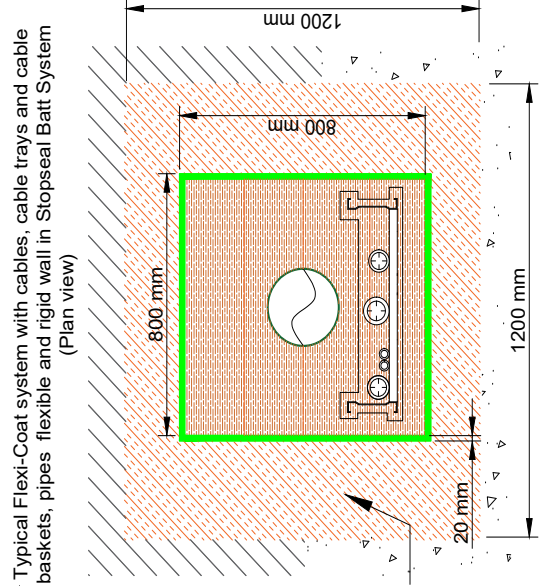 Typical Flexi-Coat system with cables, cable trays and cable
baskets, pipes flexible and rigid wall in Stopseal Batt System
(Plan view)
1200 mm
800 mm
800 mm
20 mm
1200 mm